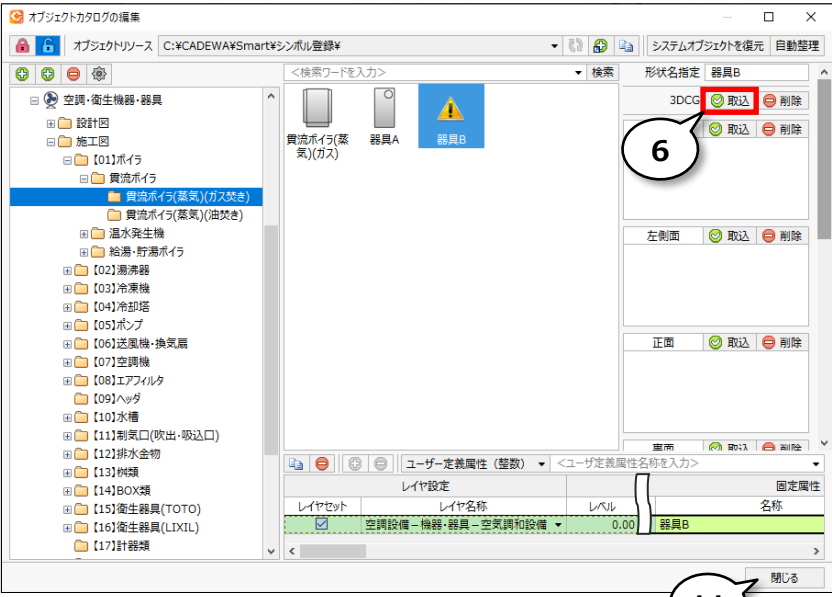 オブジェクトカタログの編集
オブジェクトリソース C:¥CADEWA¥Smart¥シンボル登録¥ システムオブジェクトを復元 自動整理
<検索ワードを入力> 検索 形状名指定 器具B
空調・衛生機器・器具
設計図
施工図
【01】ボイラ
貫流ボイラ
貫流ボイラ(蒸気)(ガス焚き)
貫流ボイラ(蒸気)(油焚き)
温水発生機
給湯・貯湯ボイラ
【02】湯沸器
【03】冷凍機
【04】冷却塔
【05】ポンプ
【06】送風機・換気扇
【07】空調機
【08】エアフィルタ
【09】ヘッダ
【10】水槽
【11】制気口(吹出・吸込口)
【12】排水金物
【13】桝類
【14】BOX類
【15】衛生器具(TOTO)
【16】衛生器具(LIXIL)
【17】計器類
貫流ボイラ(蒸
気)(ガス)
器具A
器具B
3DCG 取込 削除
6
取込 削除
左側面 取込 削除
正面 取込 削除
裏面 取込 削除
ユーザー定義属性（整数） <ユーザ定義属性名称を入力>
レイヤ設定 固定属性
レイヤセット レイヤ名称 レベル 名称
空調設備－機器・器具－空気調和設備 0.00 器具B
閉じる